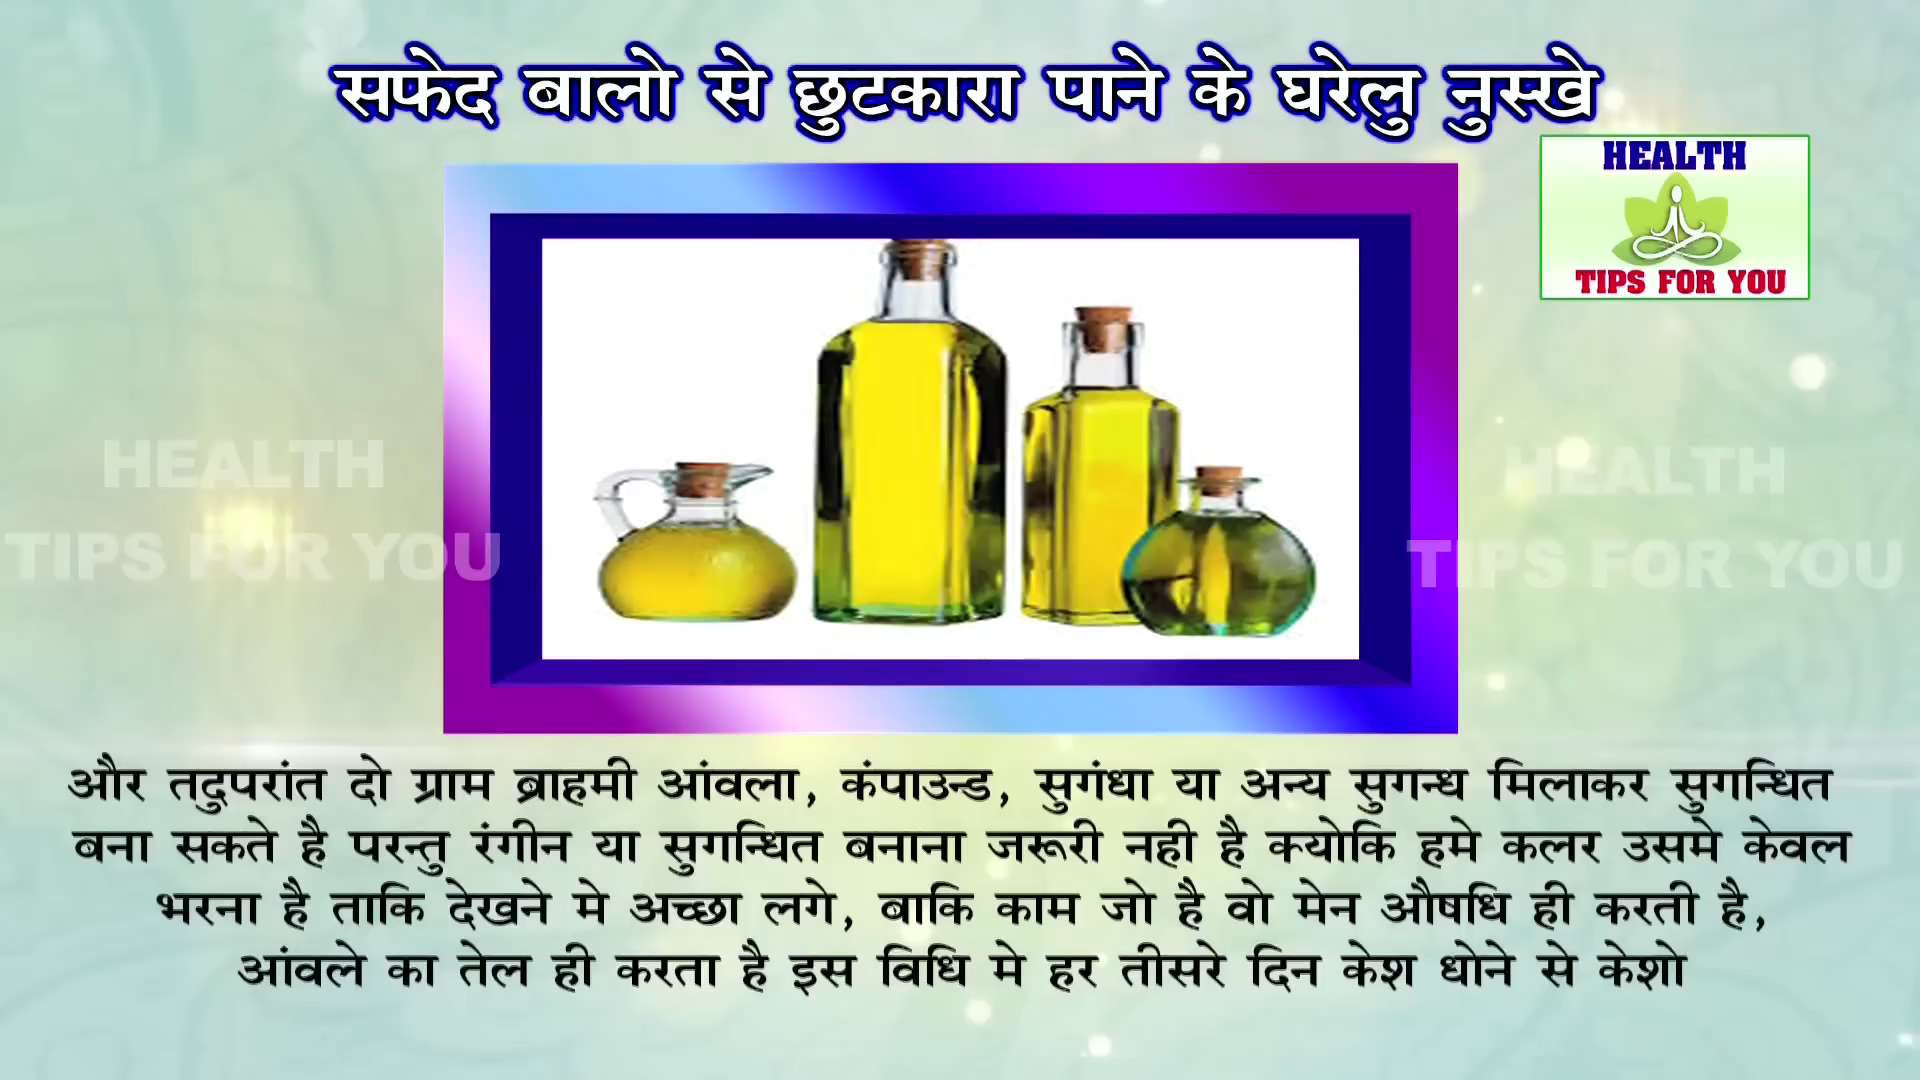 सफेद बालो से छुटकारा पाने के घरेलु नुस्खे
HEALTH
TIPS FOR YOU
HEALTH
TIPS FOR YOU
HEALTH
TIPS FOR YOU
और तदुपरांत दो ग्राम ब्राहमी आंवला, कंपाउन्ड, सुगंधा या अन्य सुगन्ध मिलाकर सुगन्धित
बना सकते है परन्तु रंगीन या सुगन्धित बनाना जरूरी नही है क्योकि हमे कलर उसमे केवल
भरना है ताकि देखने मे अच्छा लगे, बाकि काम जो है वो मेन औषधि ही करती है,
आंवले का तेल ही करता है इस विधि मे हर तीसरे दिन केश धोने से केशो